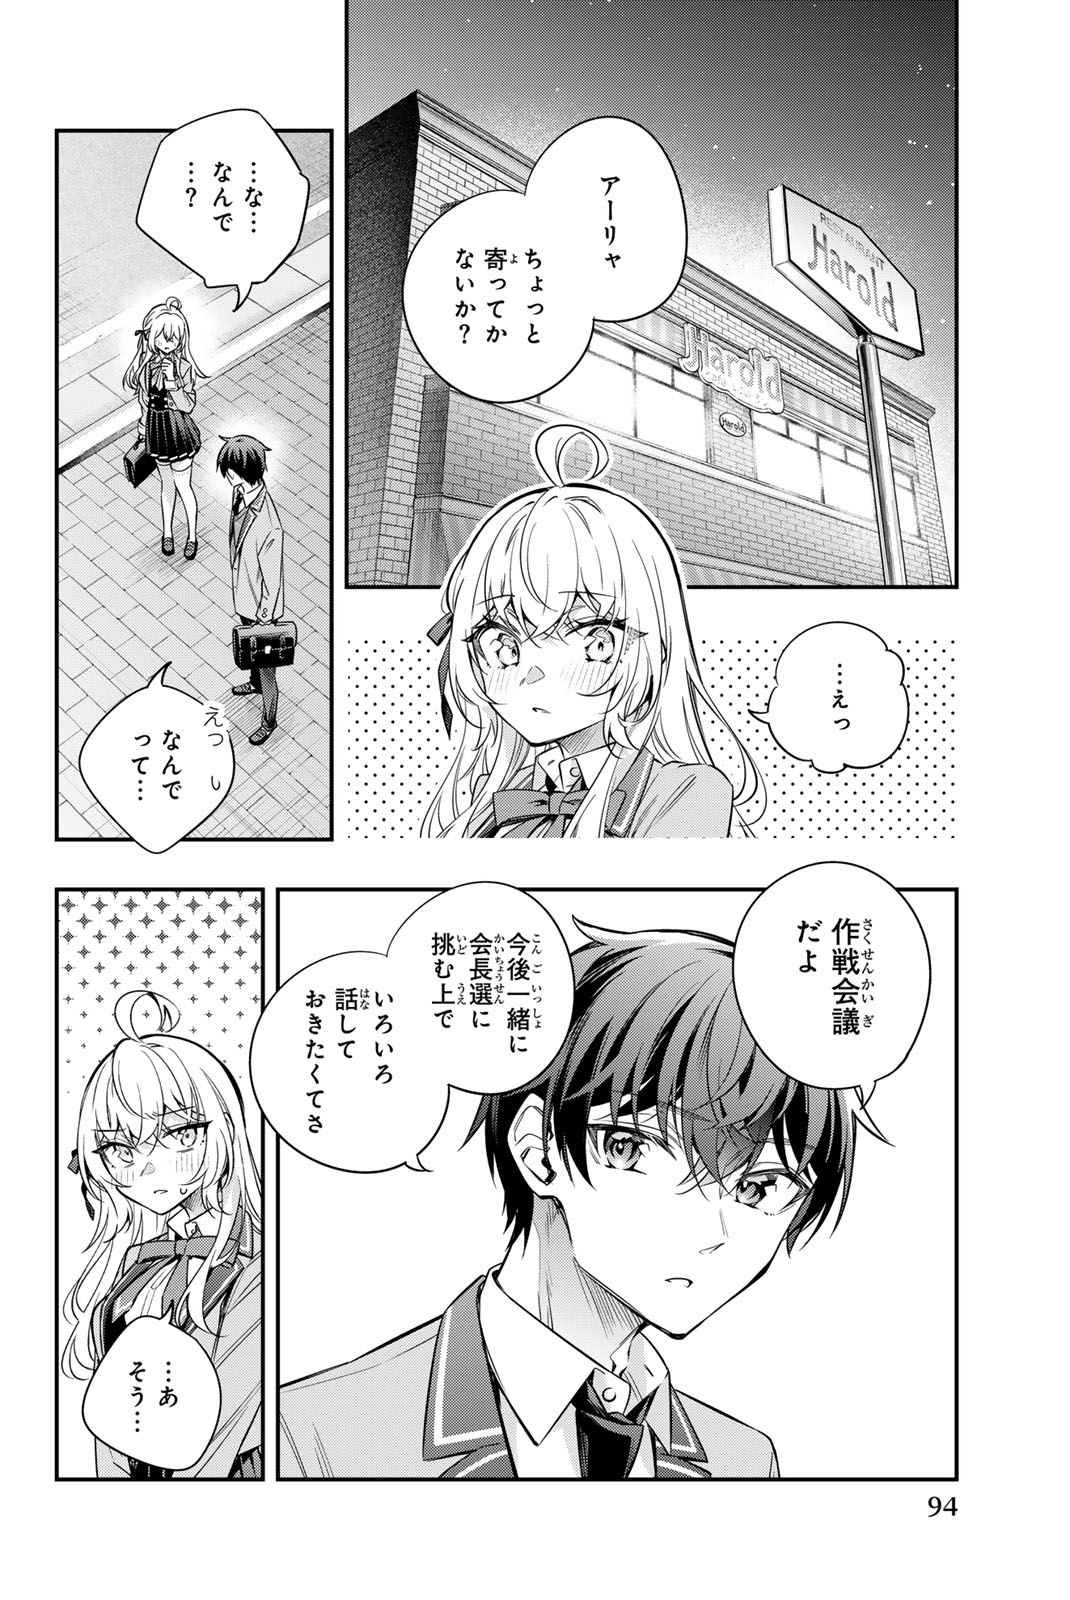 アーリャ
ちょっと
寄ってか
ないか?
RESTAURANT
Harold
Harold
Harold
…えっ
…な…
なんで
…?
えっ
なんで
って…
作戦会議
だよ
今後一緒に
会長選に
挑む上で
いろいろ
話して
おきたくてさ
…あ
そう…
94